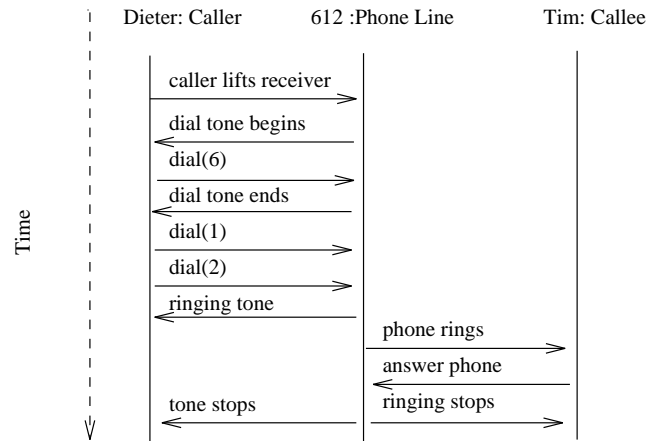 Dieter: Caller 612 :Phone Line Tim: Callee
caller lifts receiver
dial tone begins
dial(6)
dial tone ends
Time
dial(1)
dial(2)
ringing tone
phone rings
answer phone
tone stops ringing stops